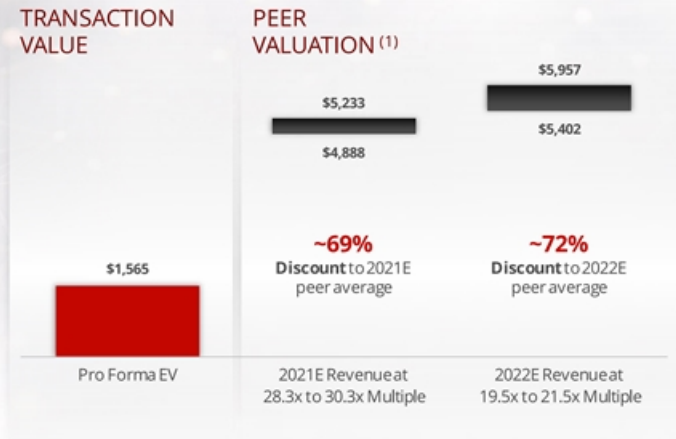 TRANSACTION
VALUE
PEER
VALUATION (1)
$5,957
$5,402
$5,233
$4,888
$1,565
~69%
Discount to 2021E
peer average
~72%
Discount to 2022E
peer average
Pro Forma EV
2021E Revenue at
28.3x to 30.3x Multiple
2022E Revenue at
19.5x to 21.5x Multiple